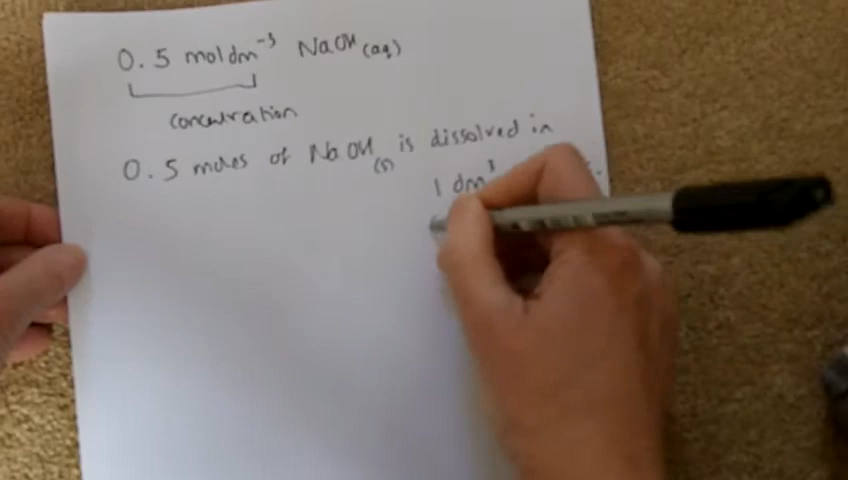 0.5 moldm⁻³ NaOH (aq)
concentration
0.5 moles of NaOH (s) is dissolved in
1 dm³